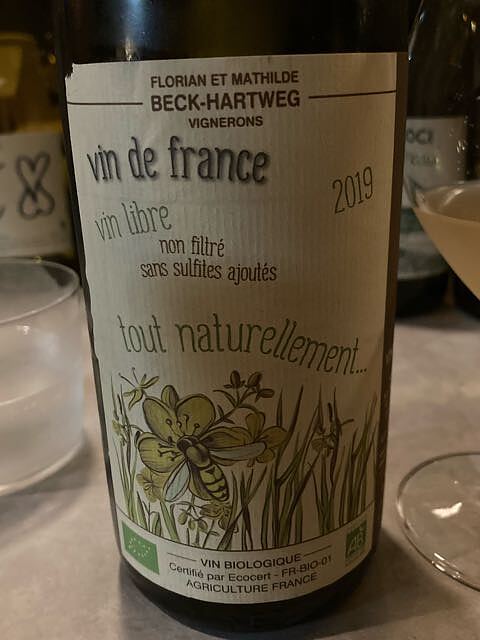 FLORIAN ET MATHILDE
BECK-HARTWEG
VIGNERONS
vin de france
2019
vin libre
non filtré
sans sulfites ajoutés
tout naturellement...
VIN BIOLOGIQUE
Certifié par Ecocert - FR-BIO-01
AGRICULTURE FRANCE
AB